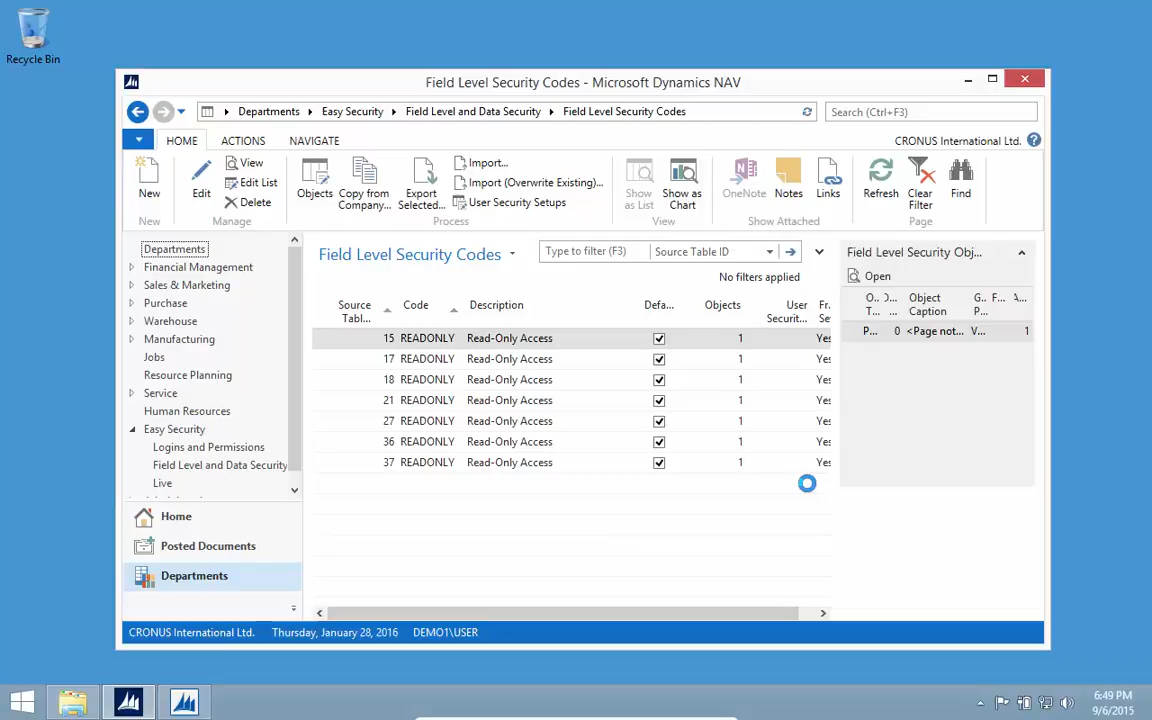 Recycle Bin
Field Level Security Codes - Microsoft Dynamics NAV
Departments
Easy Security
Field Level and Data Security
Field Level Security Codes
Search (Ctrl+F3)
HOME
ACTIONS
NAVIGATE
CRONUS International Ltd.
New
Edit
View
Edit List
Delete
Objects
Copy from
Company...
Export
Selected...
Import...
Import (Overwrite Existing)...
User Security Setups
Show
as List
Show as
Chart
OneNote
Notes
Links
Refresh
Clear
Filter
Find
New
Manage
Process
View
Show Attached
Page
Departments
Financial Management
Sales & Marketing
Purchase
Warehouse
Manufacturing
Jobs
Resource Planning
Service
Human Resources
Easy Security
Logins and Permissions
Field Level and Data Security
Live
Home
Posted Documents
Departments
Field Level Security Codes
Type to filter (F3)
Source Table ID
No filters applied
Source
Tabl...
Code
Description
Defa...
Objects
User
Securit...
Fr.
Se
15 READONLY Read-Only Access 1 Yes
17 READONLY Read-Only Access 1 Yes
18 READONLY Read-Only Access 1 Yes
21 READONLY Read-Only Access 1 Yes
27 READONLY Read-Only Access 1 Yes
36 READONLY Read-Only Access 1 Yes
37 READONLY Read-Only Access 1 Yes
Field Level Security Obj...
Open
O..
T...
Object
Caption
G..
P...
F...
A...
P... 0 <Page not... V... 1
CRONUS International Ltd.
Thursday, January 28, 2016
DEMO1\USER
6:49 PM
9/6/2015